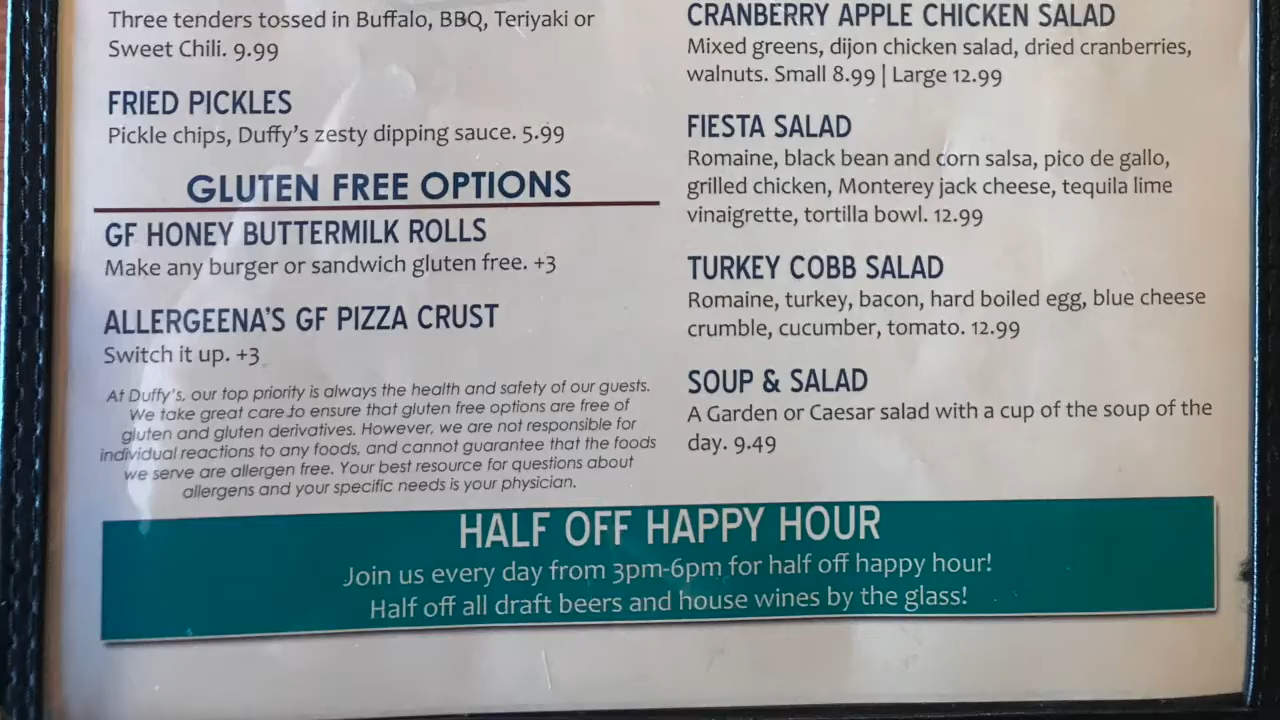 Three tenders tossed in Buffalo, BBQ, Teriyaki or
Sweet Chili. 9.99
FRIED PICKLES
Pickle chips, Duffy's zesty dipping sauce. 5.99
GLUTEN FREE OPTIONS
GF HONEY BUTTERMILK ROLLS
Make any burger or sandwich gluten free. +3
ALLERGEENA'S GF PIZZA CRUST
Switch it up. +3
At Duffy's, our top priority is always the health and safety of our guests.
We take great care to ensure that gluten free options are free of
gluten and gluten derivatives. However, we are not responsible for
individual reactions to any foods, and cannot guarantee that the foods
we serve are allergen free. Your best resource for questions about
allergens and your specific needs is your physician.
CRANBERRY APPLE CHICKEN SALAD
Mixed greens, dijon chicken salad, dried cranberries,
walnuts. Small 8.99 | Large 12.99
FIESTA SALAD
Romaine, black bean and corn salsa, pico de gallo,
grilled chicken, Monterey jack cheese, tequila lime
vinaigrette, tortilla bowl. 12.99
TURKEY COBB SALAD
Romaine, turkey, bacon, hard boiled egg, blue cheese
crumble, cucumber, tomato. 12.99
SOUP & SALAD
A Garden or Caesar salad with a cup of the soup of the
day. 9.49
HALF OFF HAPPY HOUR
Join us every day from 3pm-6pm for half off happy hour!
Half off all draft beers and house wines by the glass!